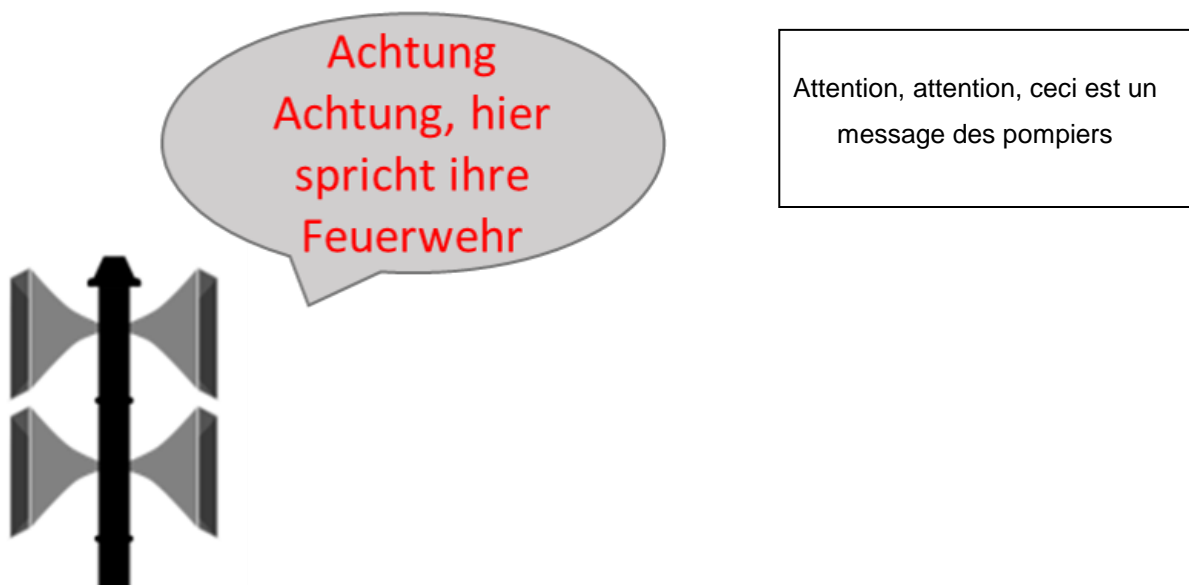 Achtung
Achtung, hier
spricht ihre
Feuerwehr
Attention, attention, ceci est un
message des pompiers